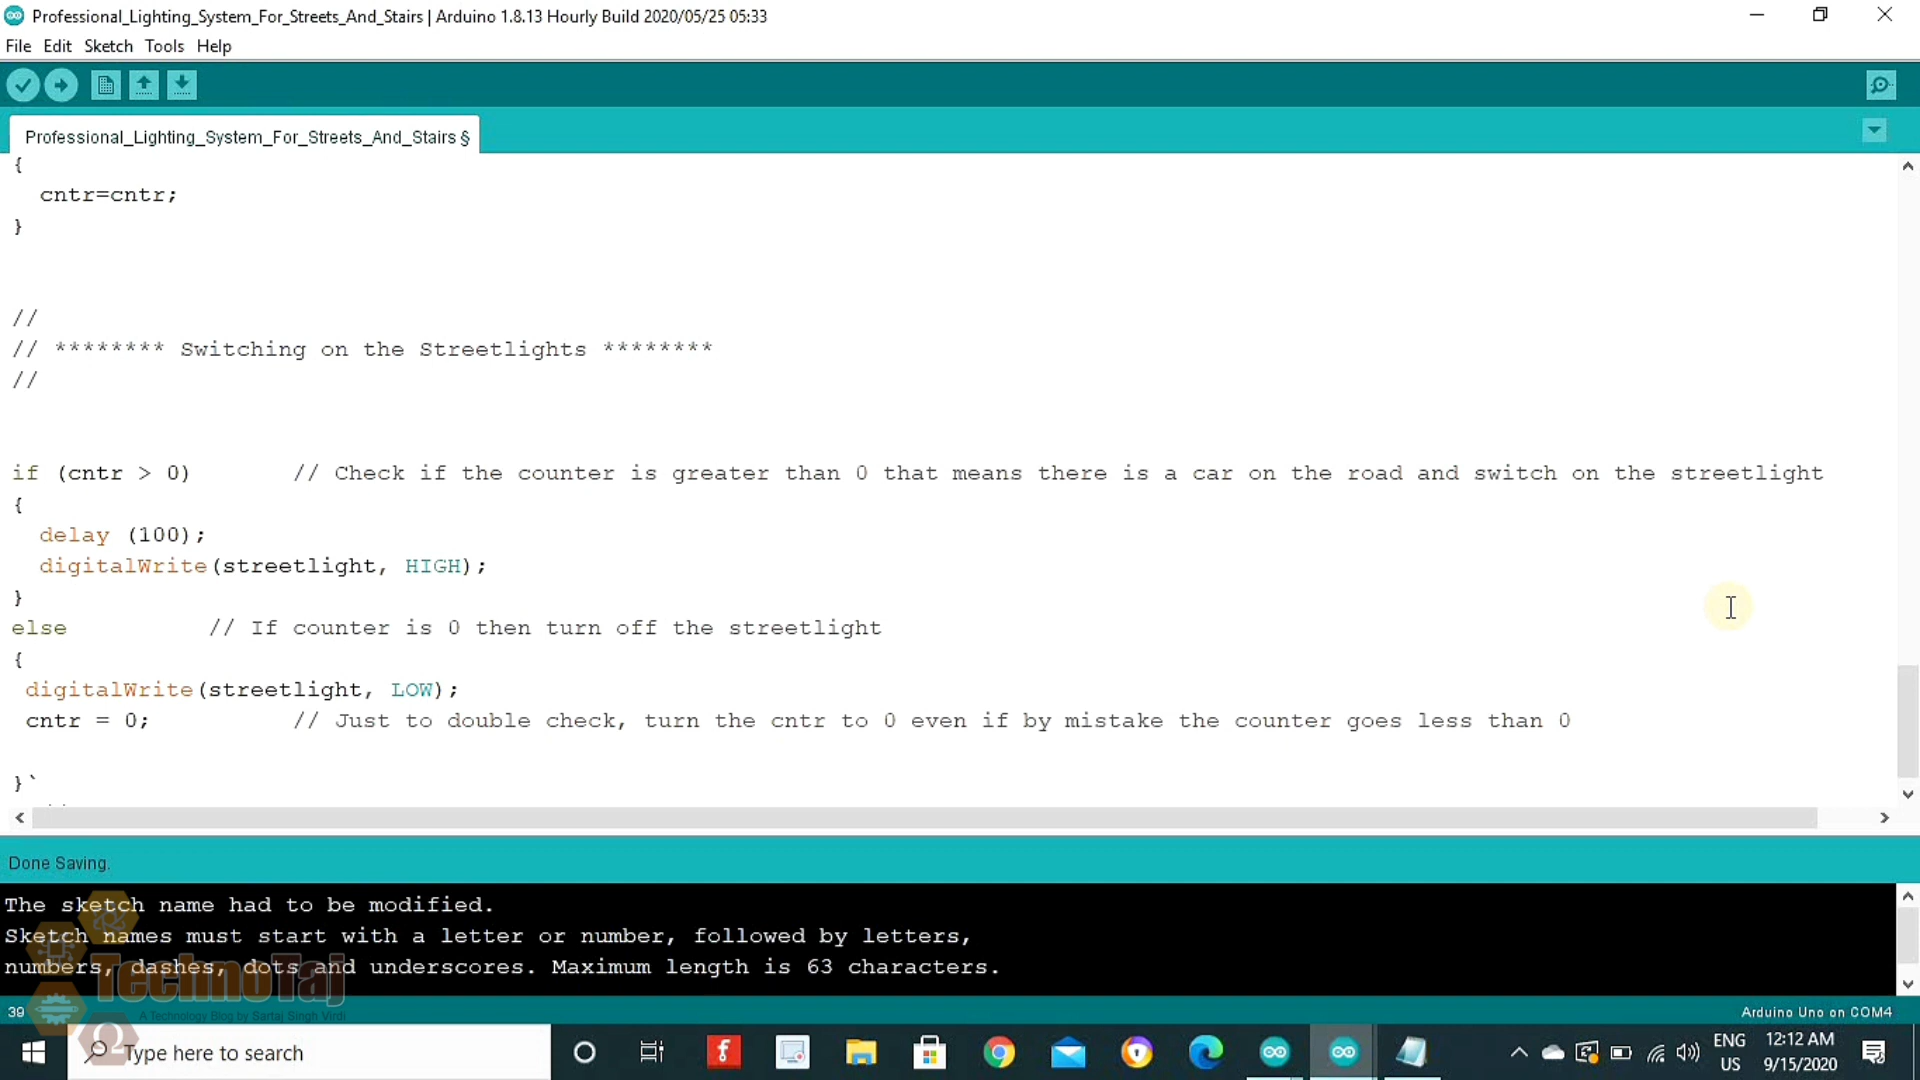 Professional_Lighting_System_For_Streets_And_Stairs | Arduino 1.8.13 Hourly Build 2020/05/25 05:33
File Edit Sketch Tools Help
Professional_Lighting_System_For_Streets_And_Stairs §
{
cntr=cntr;
}
//
// ******** Switching on the Streetlights ********
//
if (cntr > 0) // Check if the counter is greater than 0 that means there is a car on the road and switch on the streetlight
{
delay (100);
digitalWrite(streetlight, HIGH);
}
else // If counter is 0 then turn off the streetlight
{
digitalWrite(streetlight, LOW);
cntr = 0; // Just to double check, turn the cntr to 0 even if by mistake the counter goes less than 0
}`
Done Saving.
The sketch name had to be modified.
Sketch names must start with a letter or number, followed by letters,
numbers, dashes, dots and underscores. Maximum length is 63 characters.
TechnoTaj
A Technology Blog by Sartaj Singh Virdi
39
Arduino Uno on COM4
Type here to search
ENG
US
12:12 AM
9/15/2020